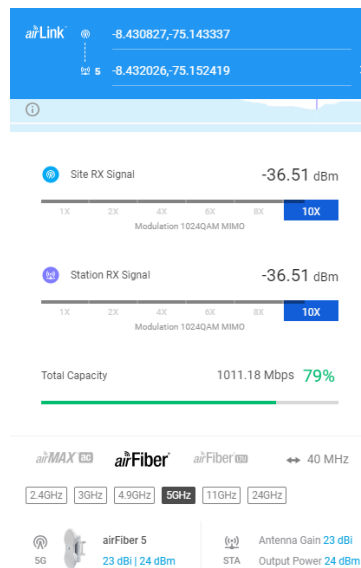 airLink -8.430827,-75.143337
5 -8.432026,-75.152419
Site RX Signal -36.51 dBm
1X 2X 4X 6X 8X 10X
Modulation 1024QAM MIMO
Station RX Signal -36.51 dBm
1X 2X 4X 6X 8X 10X
Modulation 1024QAM MIMO
Total Capacity 1011.18 Mbps 79%
airMAX ac airFiber airFiber LTU 40 MHz
2.4GHz 3GHz 4.9GHz 5GHz 11GHz 24GHz
airFiber 5 Antenna Gain 23 dBi
5G 23 dBi | 24 dBm STA Output Power 24 dBm